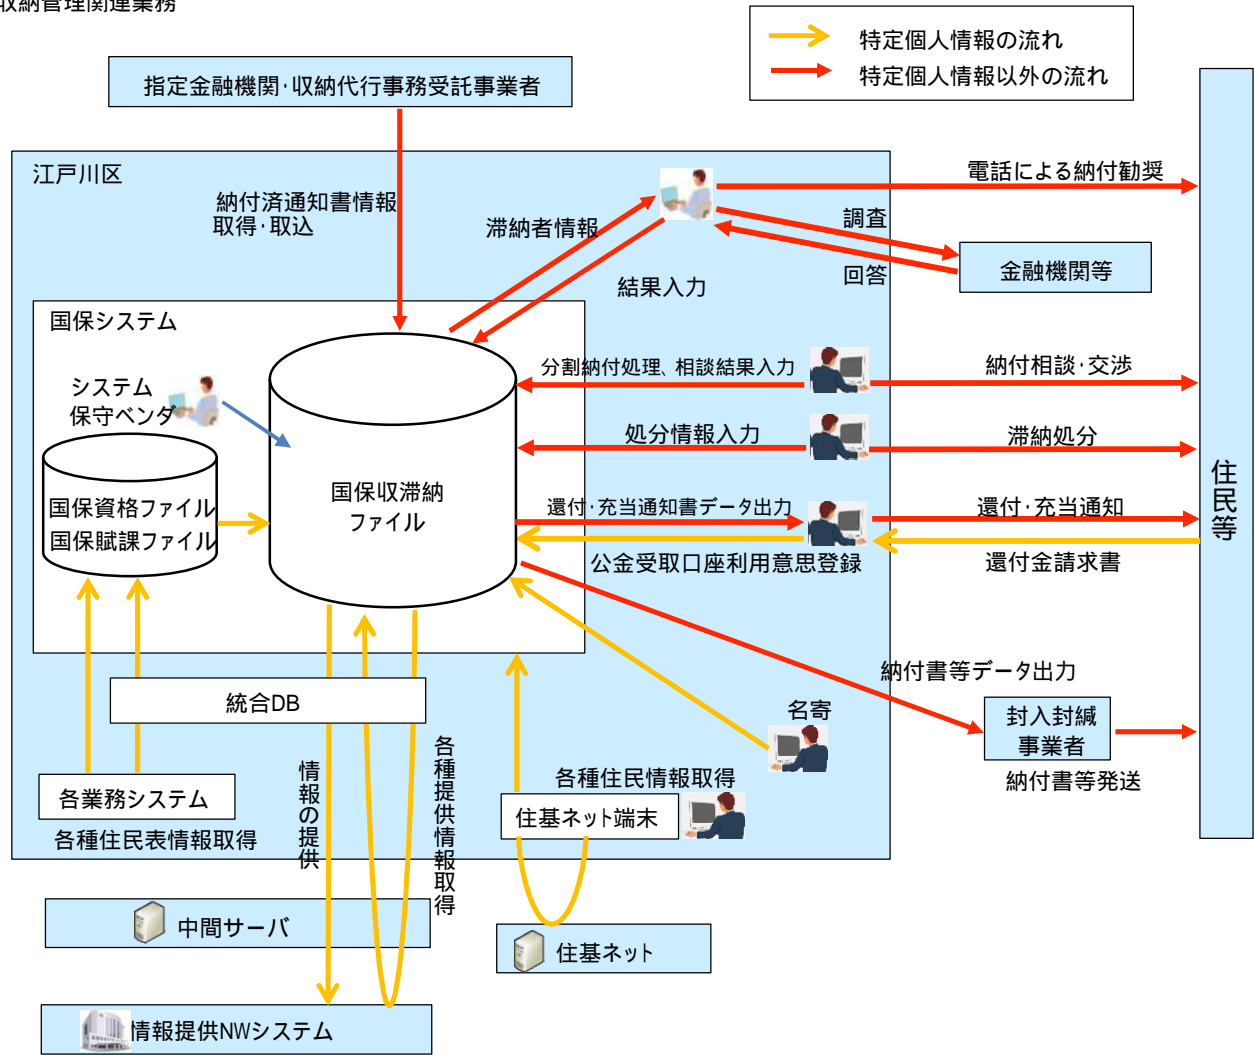 収納管理関連業務
特定個人情報の流れ
特定個人情報以外の流れ
指定金融機関・収納代行事務受託事業者
江戸川区
納付済通知書情報
取得・取込
滞納者情報
結果入力
電話による納付勧奨
調査
回答
金融機関等
国保システム
システム
保守ベンダ
国保資格ファイル
国保賦課ファイル
国保収滞納
ファイル
分割納付処理、相談結果入力
納付相談・交渉
処分情報入力
滞納処分
還付・充当通知書データ出力
還付・充当通知
公金受取口座利用意思登録
還付金請求書
住民等
納付書等データ出力
封入封緘
事業者
納付書等発送
名寄
統合DB
各業務システム
各種住民表情報取得
情報の提供
各種提供情報取得
各種住民情報取得
住基ネット端末
中間サーバ
住基ネット
情報提供NWシステム